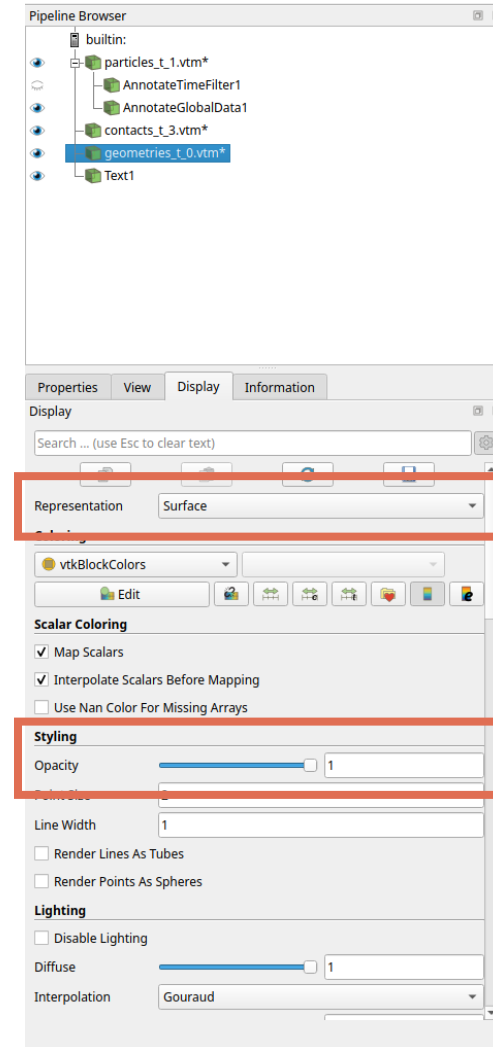 Pipeline Browser
builtin:
particles_t_1.vtm*
AnnotateTimeFilter1
AnnotateGlobalData1
contacts_t_3.vtm*
geometries_t_0.vtm*
Text1
Properties View Display Information
Display
Search ... (use Esc to clear text)
Representation Surface
vtkBlockColors
Edit
Scalar Coloring
Map Scalars
Interpolate Scalars Before Mapping
Use Nan Color For Missing Arrays
Styling
Opacity 1
Line Width 1
Render Lines As Tubes
Render Points As Spheres
Lighting
Disable Lighting
Diffuse 1
Interpolation Gouraud